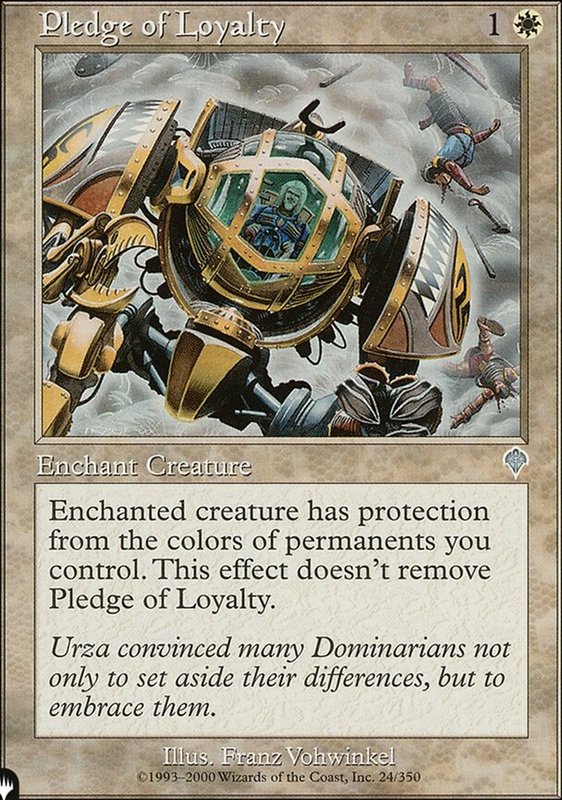 Pledge of Loyalty 1
Enchant Creature
Enchanted creature has protection
from the colors of permanents you
control. This effect doesn't remove
Pledge of Loyalty.
Urza convinced many Dominarians not
only to set aside their differences, but to
embrace them.
Illus. Franz Vohwinkel
©1993–2000 Wizards of the Coast, Inc. 24/350